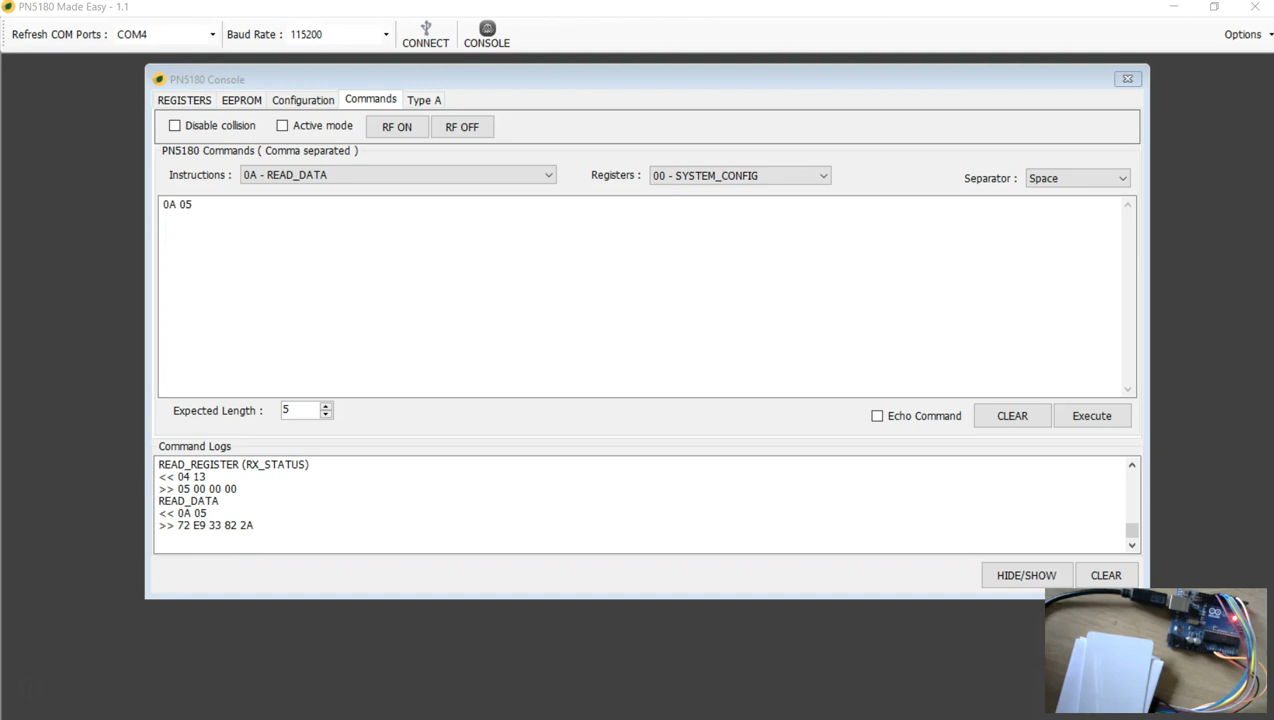 PN5180 Made Easy - 1.1
Refresh COM Ports : COM4 Baud Rate : 115200 CONNECT CONSOLE Options
PN5180 Console
REGISTERS EEPROM Configuration Commands Type A
Disable collision Active mode RF ON RF OFF
PN5180 Commands ( Comma separated )
Instructions : 0A - READ_DATA Registers : 00 - SYSTEM_CONFIG Separator : Space
0A 05
Expected Length : 5 Echo Command CLEAR Execute
Command Logs
READ_REGISTER (RX_STATUS)
<< 04 13
>> 05 00 00 00
READ_DATA
<< 0A 05
>> 72 E9 33 82 2A
HIDE/SHOW CLEAR